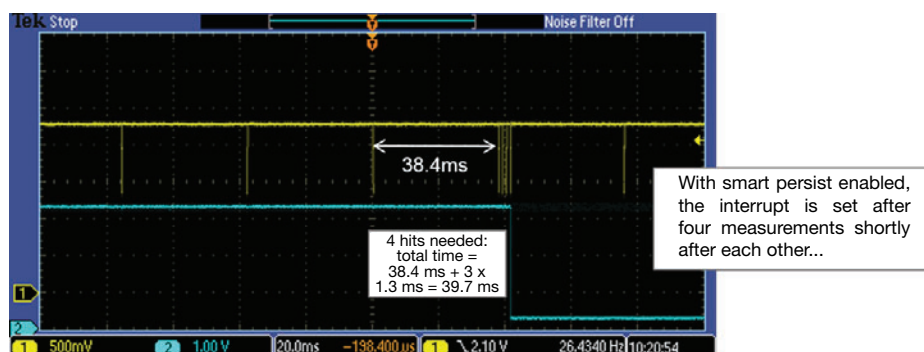 Tek Stop
Noise Filter Off
T
T
38.4ms
With smart persist enabled,
the interrupt is set after
four measurements shortly
after each other...
4 hits needed:
total time =
38.4 ms + 3 x
1.3 ms = 39.7 ms
1
2
1 500mV 2 1.00 V 20.0ms -138.400us 1 2.10 V 26.4340 Hz 10:20:54